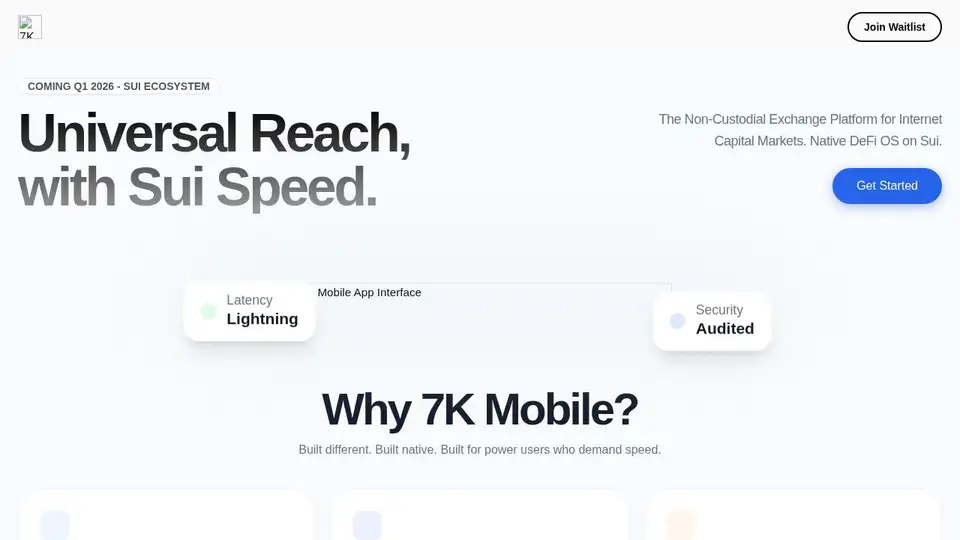 7K
Join Waitlist
COMING Q1 2026 - SUI ECOSYSTEM
Universal Reach,
with Sui Speed.
The Non-Custodial Exchange Platform for Internet
Capital Markets. Native DeFi OS on Sui.
Get Started
Latency
Lightning
Mobile App Interface
Security
Audited
Why 7K Mobile?
Built different. Built native. Built for power users who demand speed.